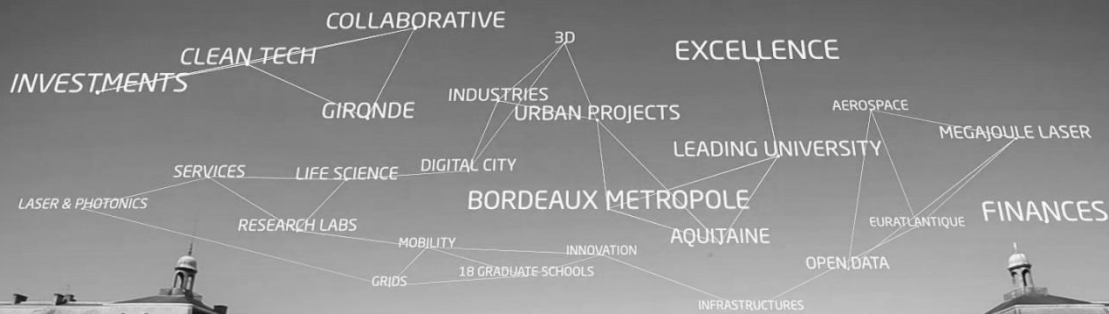 COLLABORATIVE
3D
EXCELLENCE
CLEAN TECH
INVESTMENTS
GIRONDE
INDUSTRIES
URBAN PROJECTS
AEROSPACE
MEGAJOULE LASER
LEADING UNIVERSITY
SERVICES
LIFE SCIENCE
DIGITAL CITY
LASER & PHOTONICS
BORDEAUX METROPOLE
FINANCES
RESEARCH LABS
EURATLANTIQUE
AQUITAINE
MOBILITY
INNOVATION
OPEN DATA
18 GRADUATE SCHOOLS
GRIDS
INFRASTRUCTURES